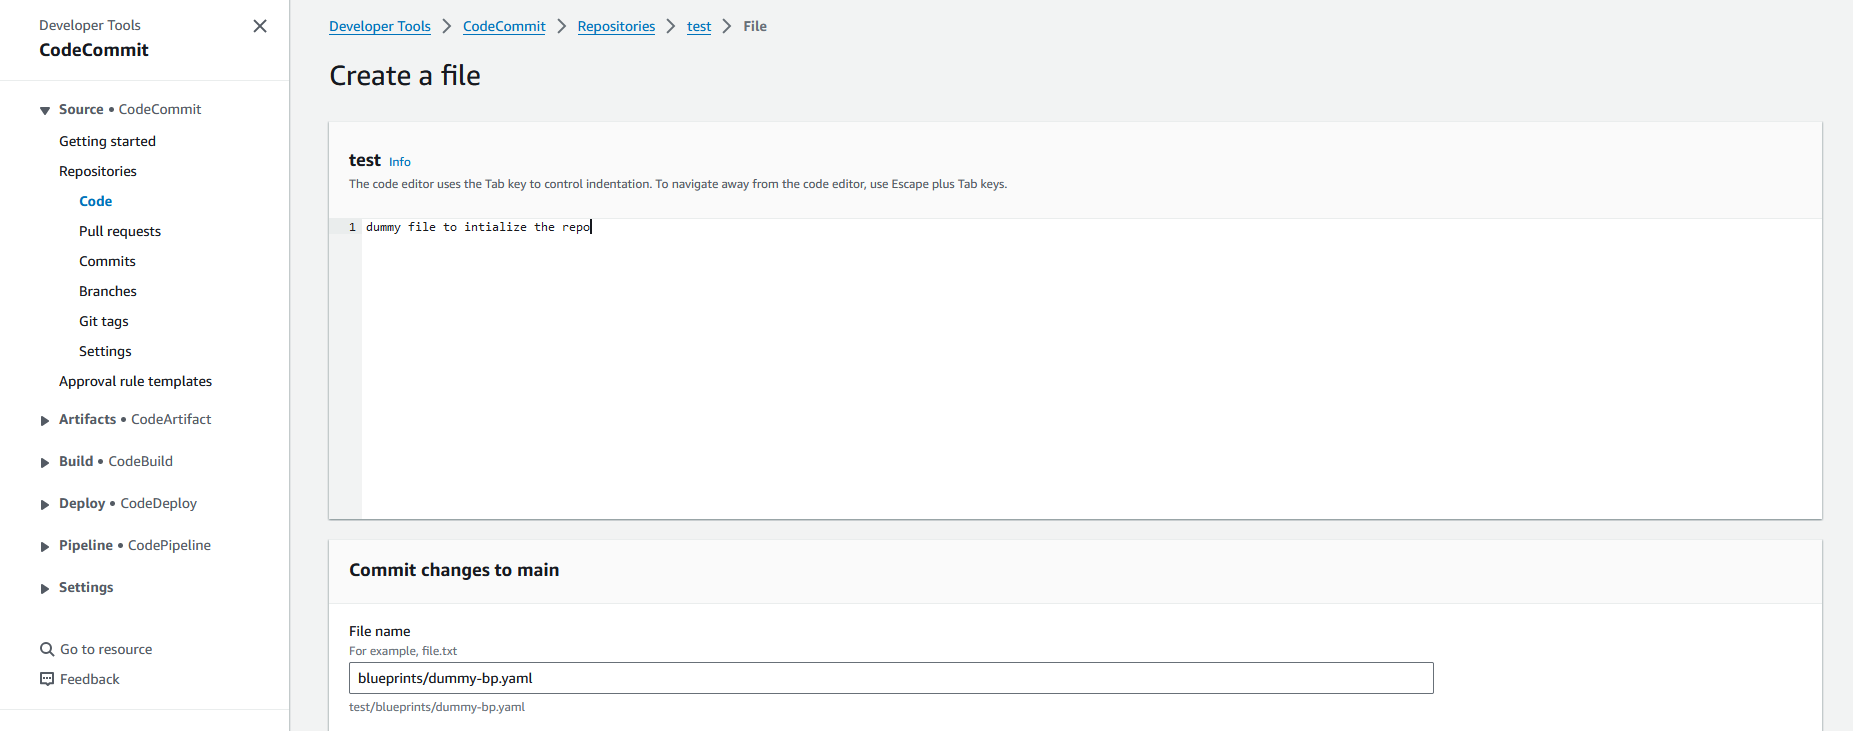 Developer Tools
CodeCommit
Source • CodeCommit
Getting started
Repositories
Code
Pull requests
Commits
Branches
Git tags
Settings
Approval rule templates
Artifacts • CodeArtifact
Build • CodeBuild
Deploy • CodeDeploy
Pipeline • CodePipeline
Settings
Go to resource
Feedback
Developer Tools > CodeCommit > Repositories > test > File
Create a file
test Info
The code editor uses the Tab key to control indentation. To navigate away from the code editor, use Escape plus Tab keys.
1 dummy file to intialize the repo
Commit changes to main
File name
For example, file.txt
blueprints/dummy-bp.yaml
test/blueprints/dummy-bp.yaml